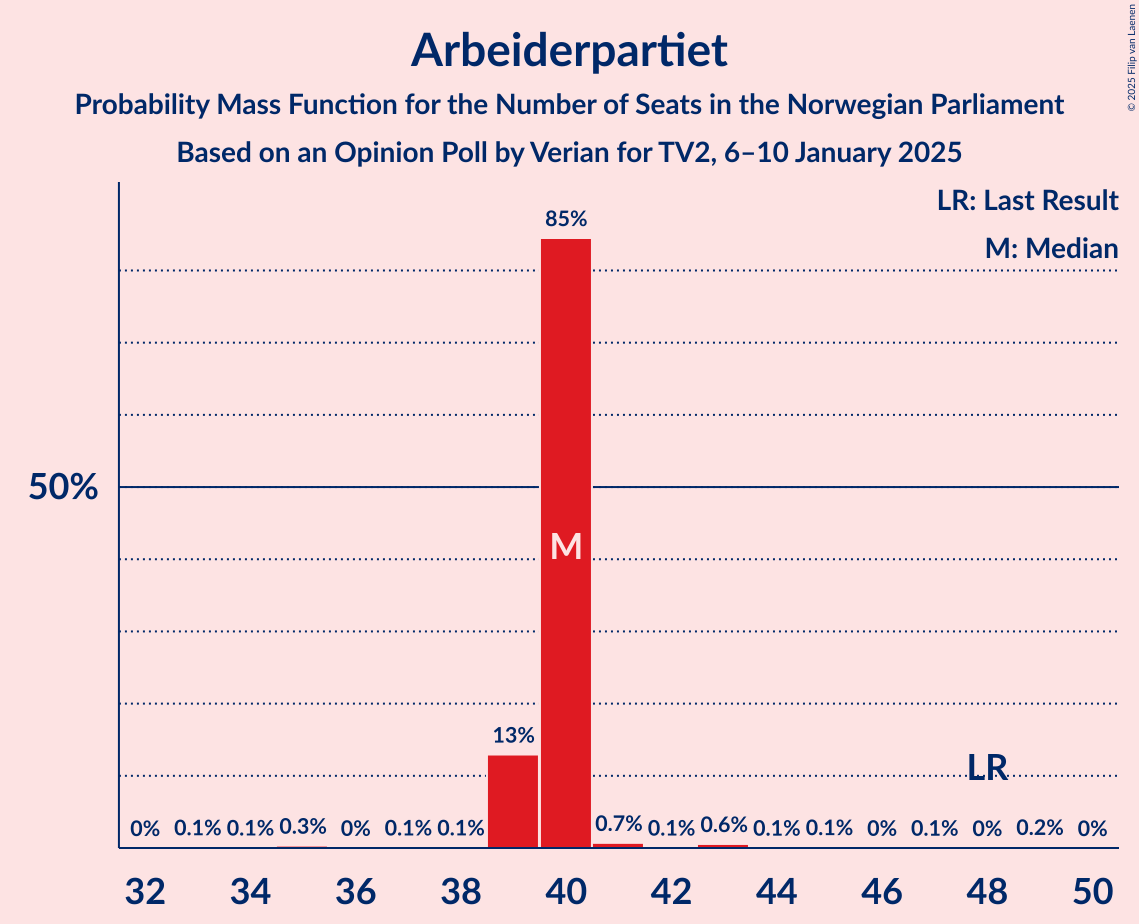 Arbeiderpartiet
Probability Mass Function for the Number of Seats in the Norwegian Parliament
Based on an Opinion Poll by Verian for TV2, 6–10 January 2025
© 2025 Filip van Laenen
LR: Last Result
M: Median
85%
50%
M
13%
LR
0% 0.1% 0.1% 0.3% 0% 0.1% 0.1% 0.7% 0.1% 0.6% 0.1% 0.1% 0% 0.1% 0% 0.2% 0%
32 34 36 38 40 42 44 46 48 50